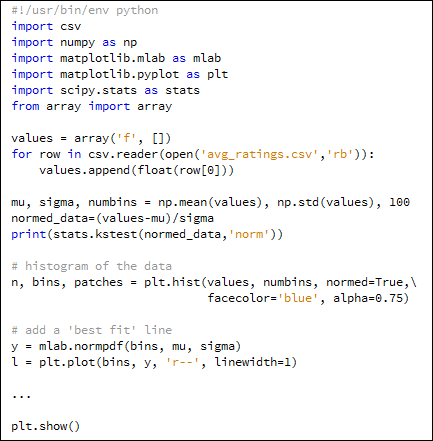 #!/usr/bin/env python
import csv
import numpy as np
import matplotlib.mlab as mlab
import matplotlib.pyplot as plt
import scipy.stats as stats
from array import array

values = array('f', [])
for row in csv.reader(open('avg_ratings.csv','rb')):
    values.append(float(row[0]))

mu, sigma, numbins = np.mean(values), np.std(values), 100
normed_data=(values-mu)/sigma
print(stats.kstest(normed_data,'norm'))

# histogram of the data
n, bins, patches = plt.hist(values, numbins, normed=True,\
                            facecolor='blue', alpha=0.75)

# add a 'best fit' line
y = mlab.normpdf(bins, mu, sigma)
l = plt.plot(bins, y, 'r--', linewidth=1)

...

plt.show()